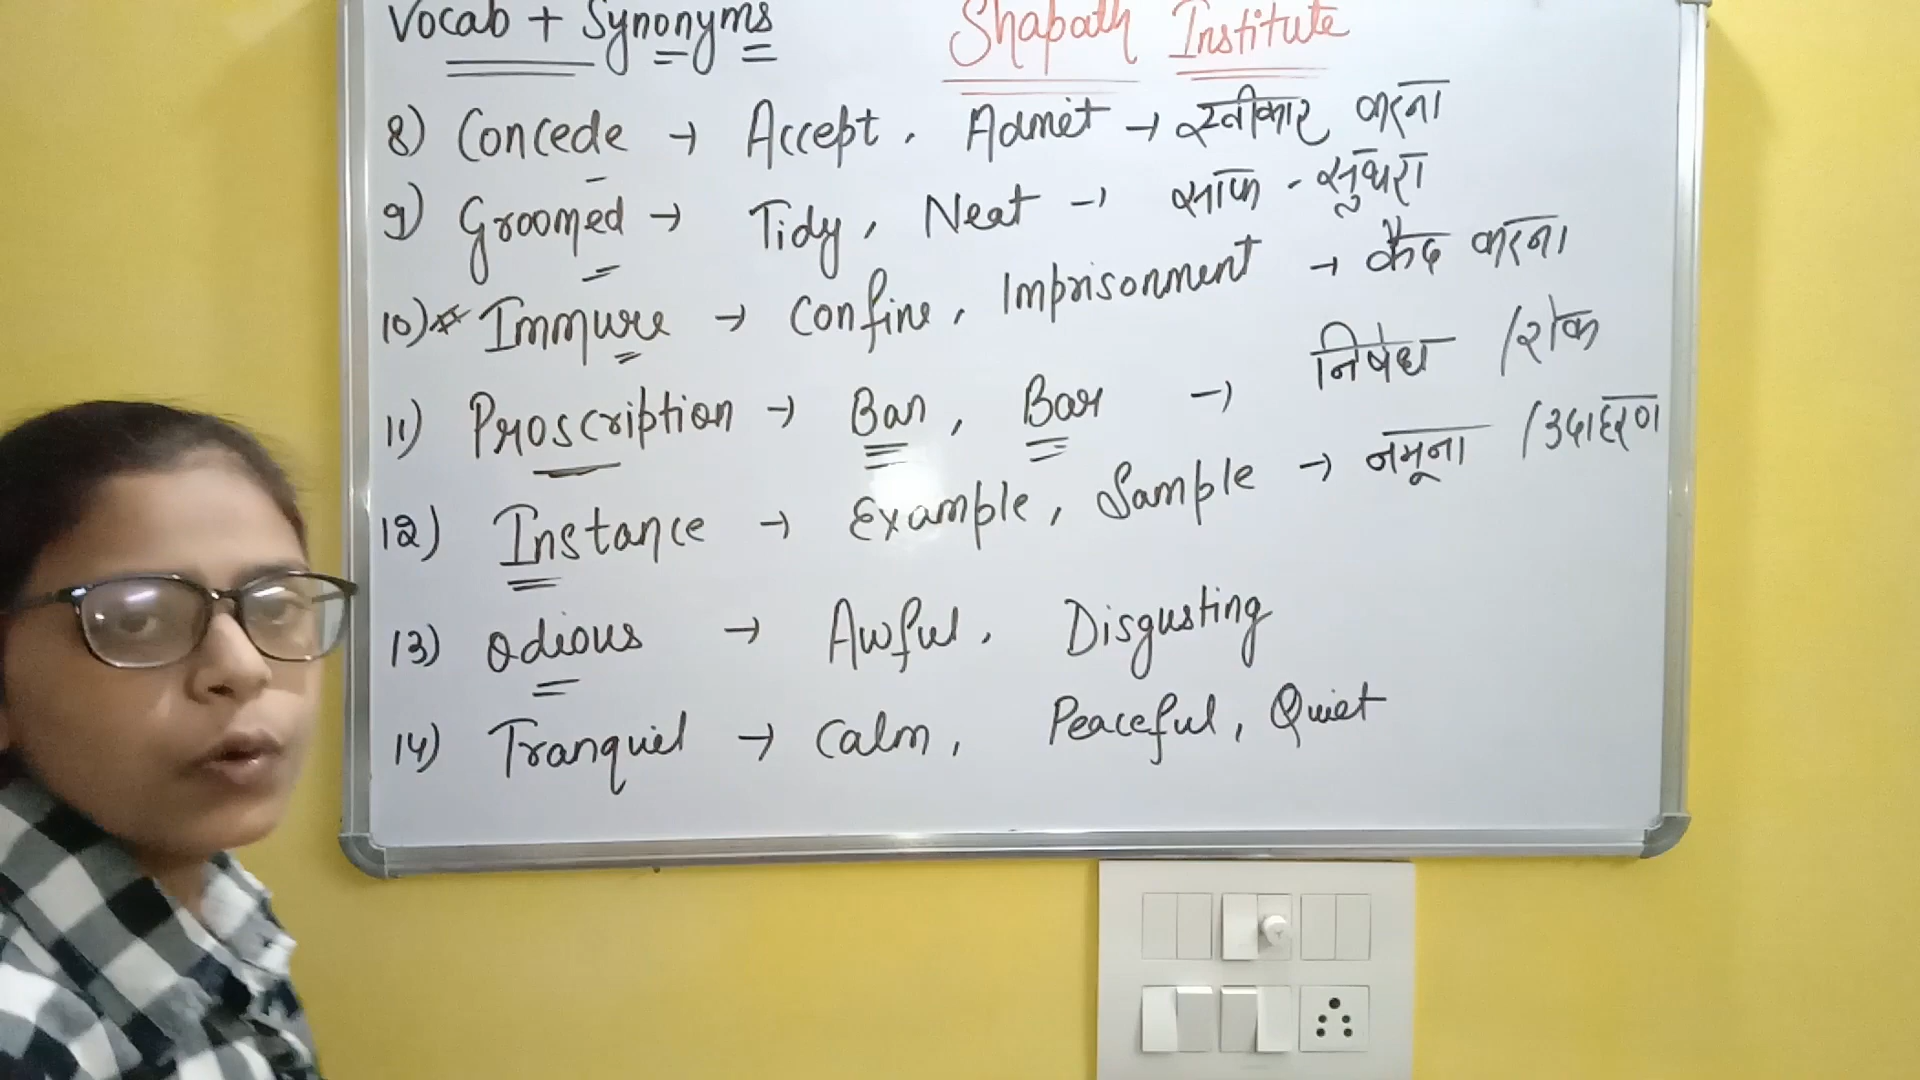 Vocab + Synonyms Shapath Institute
8) Concede → Accept, Admit → स्वीकार करना
9) Groomed → Tidy, Neat → साफ - सुथरा
10)* Immure → Confine, Imprisonment → कैद करना
11) Proscription → Ban, Bar → निषेध / रोक
12) Instance → Example, Sample → नमूना / उदाहरण
13) Odious → Awful, Disgusting
14) Tranquil → Calm, Peaceful, Quiet